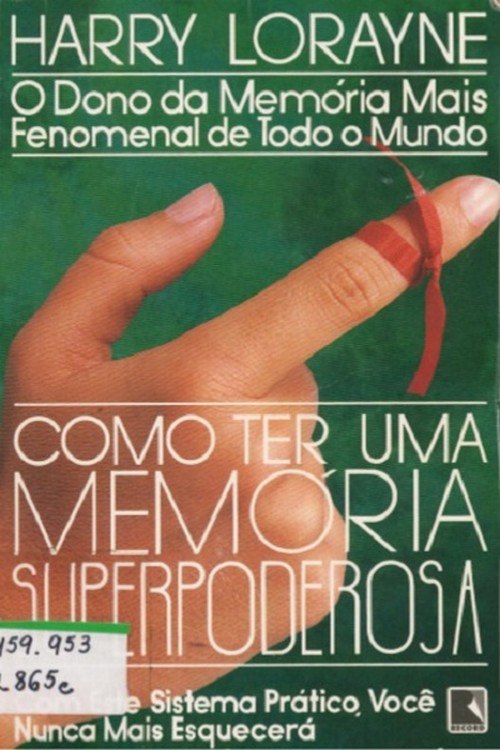 HARRY LORAYNE
O Dono da Memória Mais
Fenomenal de Todo o Mundo
COMO TER UMA
MEMÓRIA
SUPERPODEROSA
159.953
L865c
Com Este Sistema Prático, Você
Nunca Mais Esquecerá
RECORD